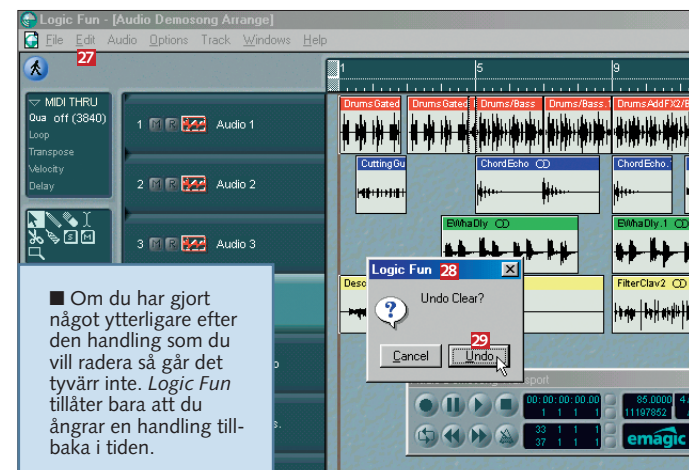 Logic Fun - [Audio Demosong Arrange]
File Edit Audio Options Track Windows Help
27
1 5 9
MIDI THRU
Qua off (3840)
Loop
Transpose
Velocity
Delay
1 M R Audio 1
2 M R Audio 2
3 M R Audio 3
Drums Gated Drums Gated Drums/Bass Drums/Bass.1 DrumsAddFX2/B
CuttingGu ChordEcho ChordEcho.
EWhaDly EWhaDly.1
FilterClav2
S M
Logic Fun 28
Undo Clear?
29
Cancel Undo
■ Om du har gjort
något ytterligare efter
den handling som du
vill radera så går det
tyvärr inte. Logic Fun
tillåter bara att du
ångrar en handling till-
baka i tiden.
00:00:00:00.00 85.0000
1 1 1 1 11197852
33 1 1 1
37 1 1 1
emagic